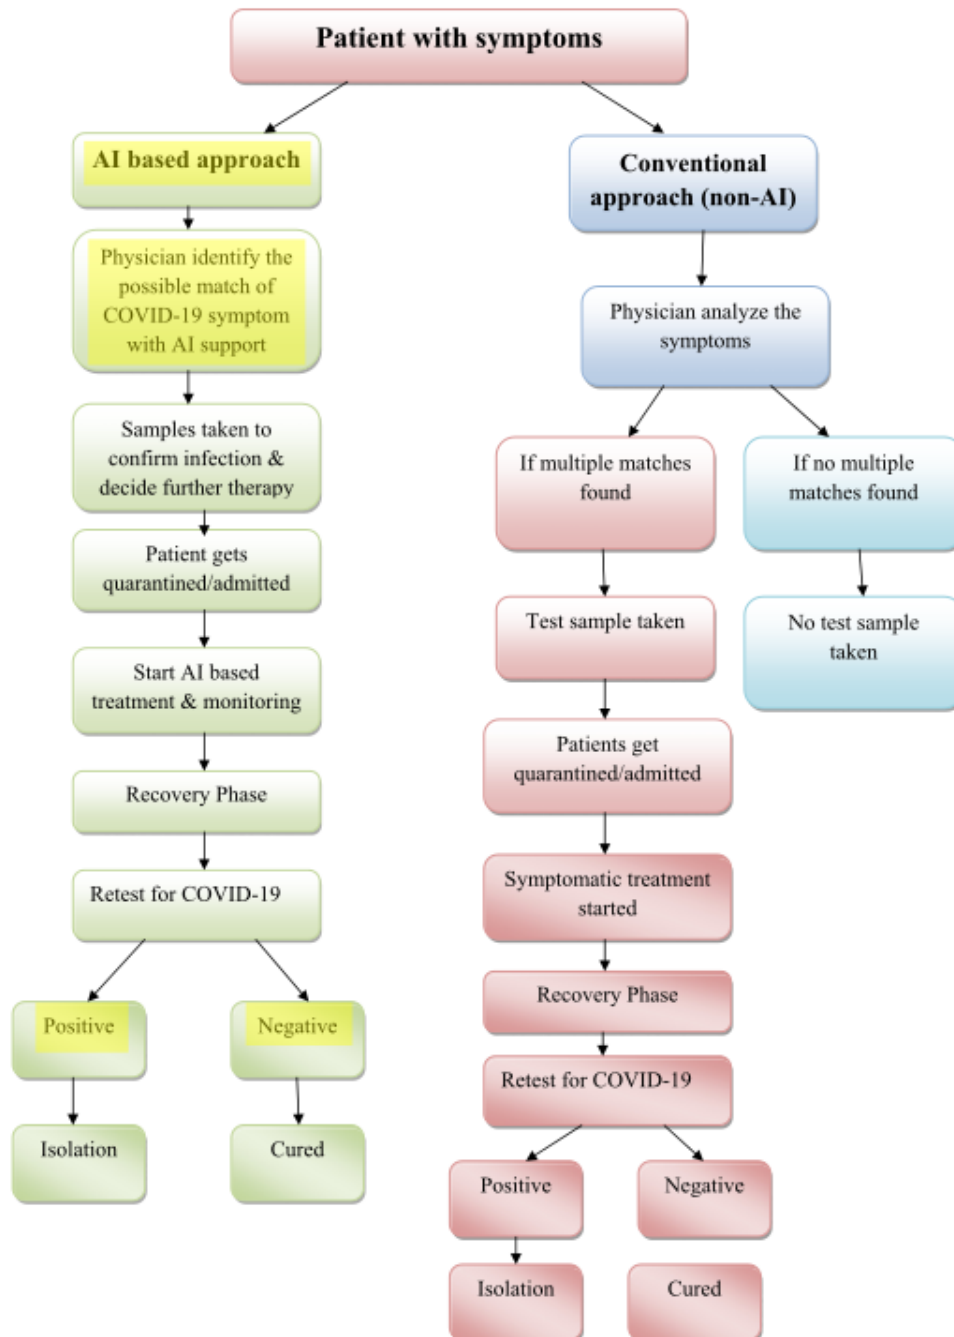 Patient with symptoms
AI based approach
Physician identify the
possible match of
COVID-19 symptom
with AI support
Samples taken to
confirm infection &
decide further therapy
Patient gets
quarantined/admitted
Start AI based
treatment & monitoring
Recovery Phase
Retest for COVID-19
Positive
Negative
Isolation
Cured
Conventional
approach (non-AI)
Physician analyze the
symptoms
If multiple matches
found
If no multiple
matches found
Test sample taken
No test sample
taken
Patients get
quarantined/admitted
Symptomatic treatment
started
Recovery Phase
Retest for COVID-19
Positive
Negative
Isolation
Cured